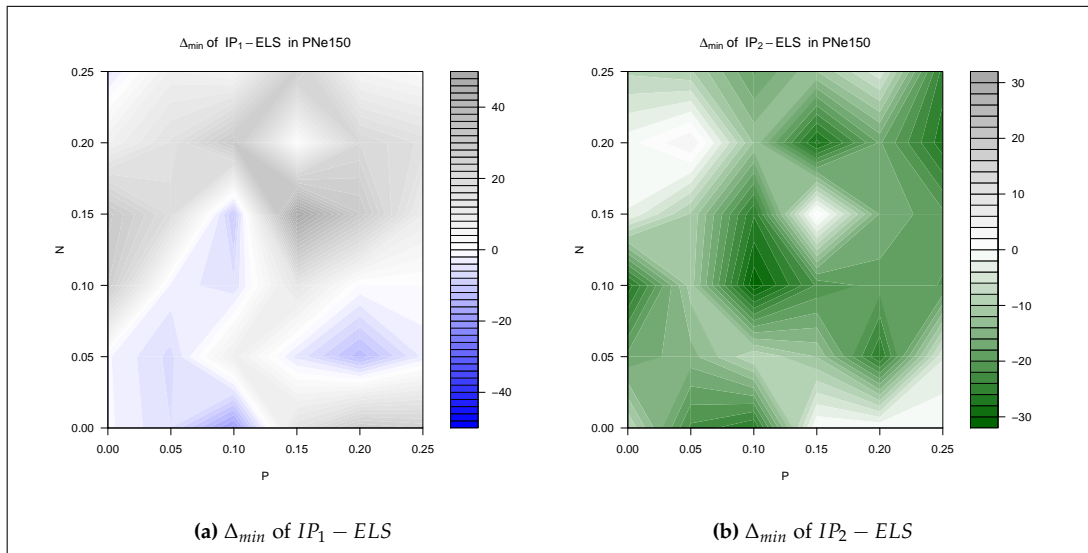 Δmin of IP1−ELS in PNe150
0.25
0.20
0.15
0.10
0.05
0.00
N
0.00 0.05 0.10 0.15 0.20 0.25
P
40
20
0
−20
−40
(a) Δmin of IP1 − ELS
Δmin of IP2−ELS in PNe150
0.25
0.20
0.15
0.10
0.05
0.00
N
0.00 0.05 0.10 0.15 0.20 0.25
P
30
20
10
0
−10
−20
−30
(b) Δmin of IP2 − ELS